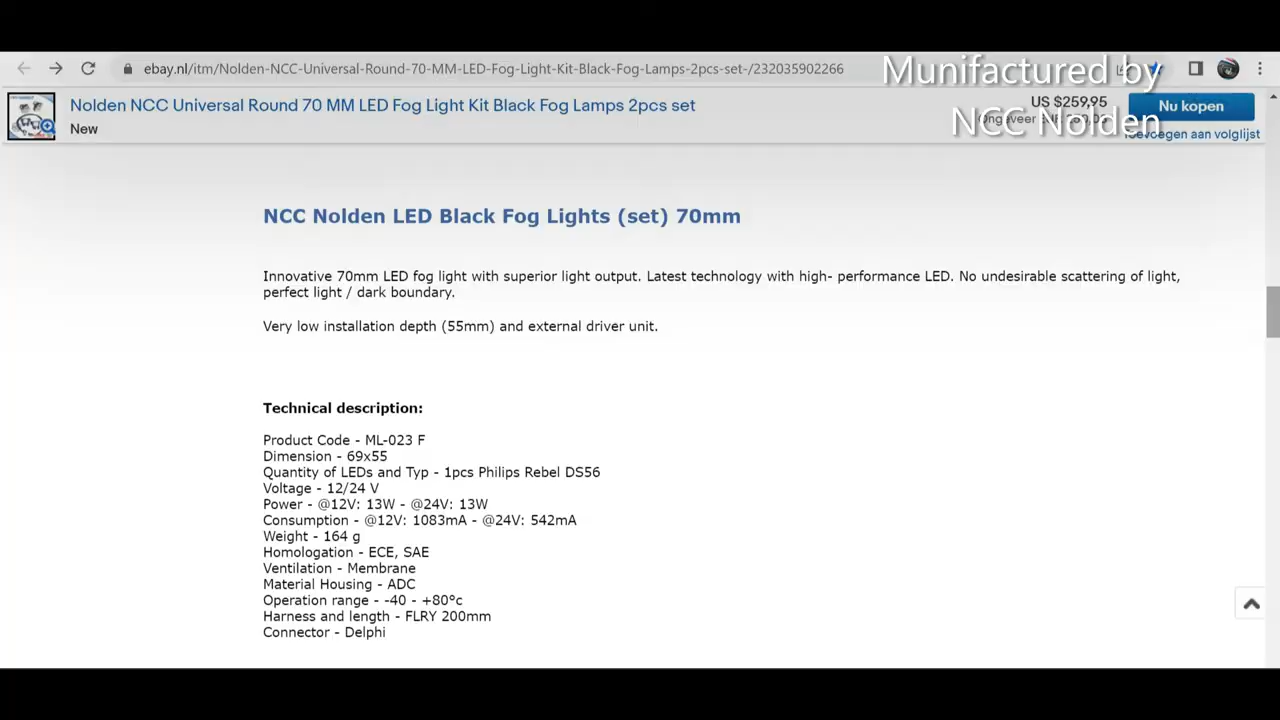 ebay.nl/itm/Nolden-NCC-Universal-Round-70-MM-LED-Fog-Light-Kit-Black-Fog-Lamps-2pcs-set-/232035902266
Munifactured by
NCC Nolden
Nolden NCC Universal Round 70 MM LED Fog Light Kit Black Fog Lamps 2pcs set
New
US $259,95
Ongeveer EUR
Nu kopen
Toevoegen aan volglijst
NCC Nolden LED Black Fog Lights (set) 70mm
Innovative 70mm LED fog light with superior light output. Latest technology with high- performance LED. No undesirable scattering of light,
perfect light / dark boundary.
Very low installation depth (55mm) and external driver unit.
Technical description:
Product Code - ML-023 F
Dimension - 69x55
Quantity of LEDs and Typ - 1pcs Philips Rebel DS56
Voltage - 12/24 V
Power - @12V: 13W - @24V: 13W
Consumption - @12V: 1083mA - @24V: 542mA
Weight - 164 g
Homologation - ECE, SAE
Ventilation - Membrane
Material Housing - ADC
Operation range - -40 - +80ºc
Harness and length - FLRY 200mm
Connector - Delphi